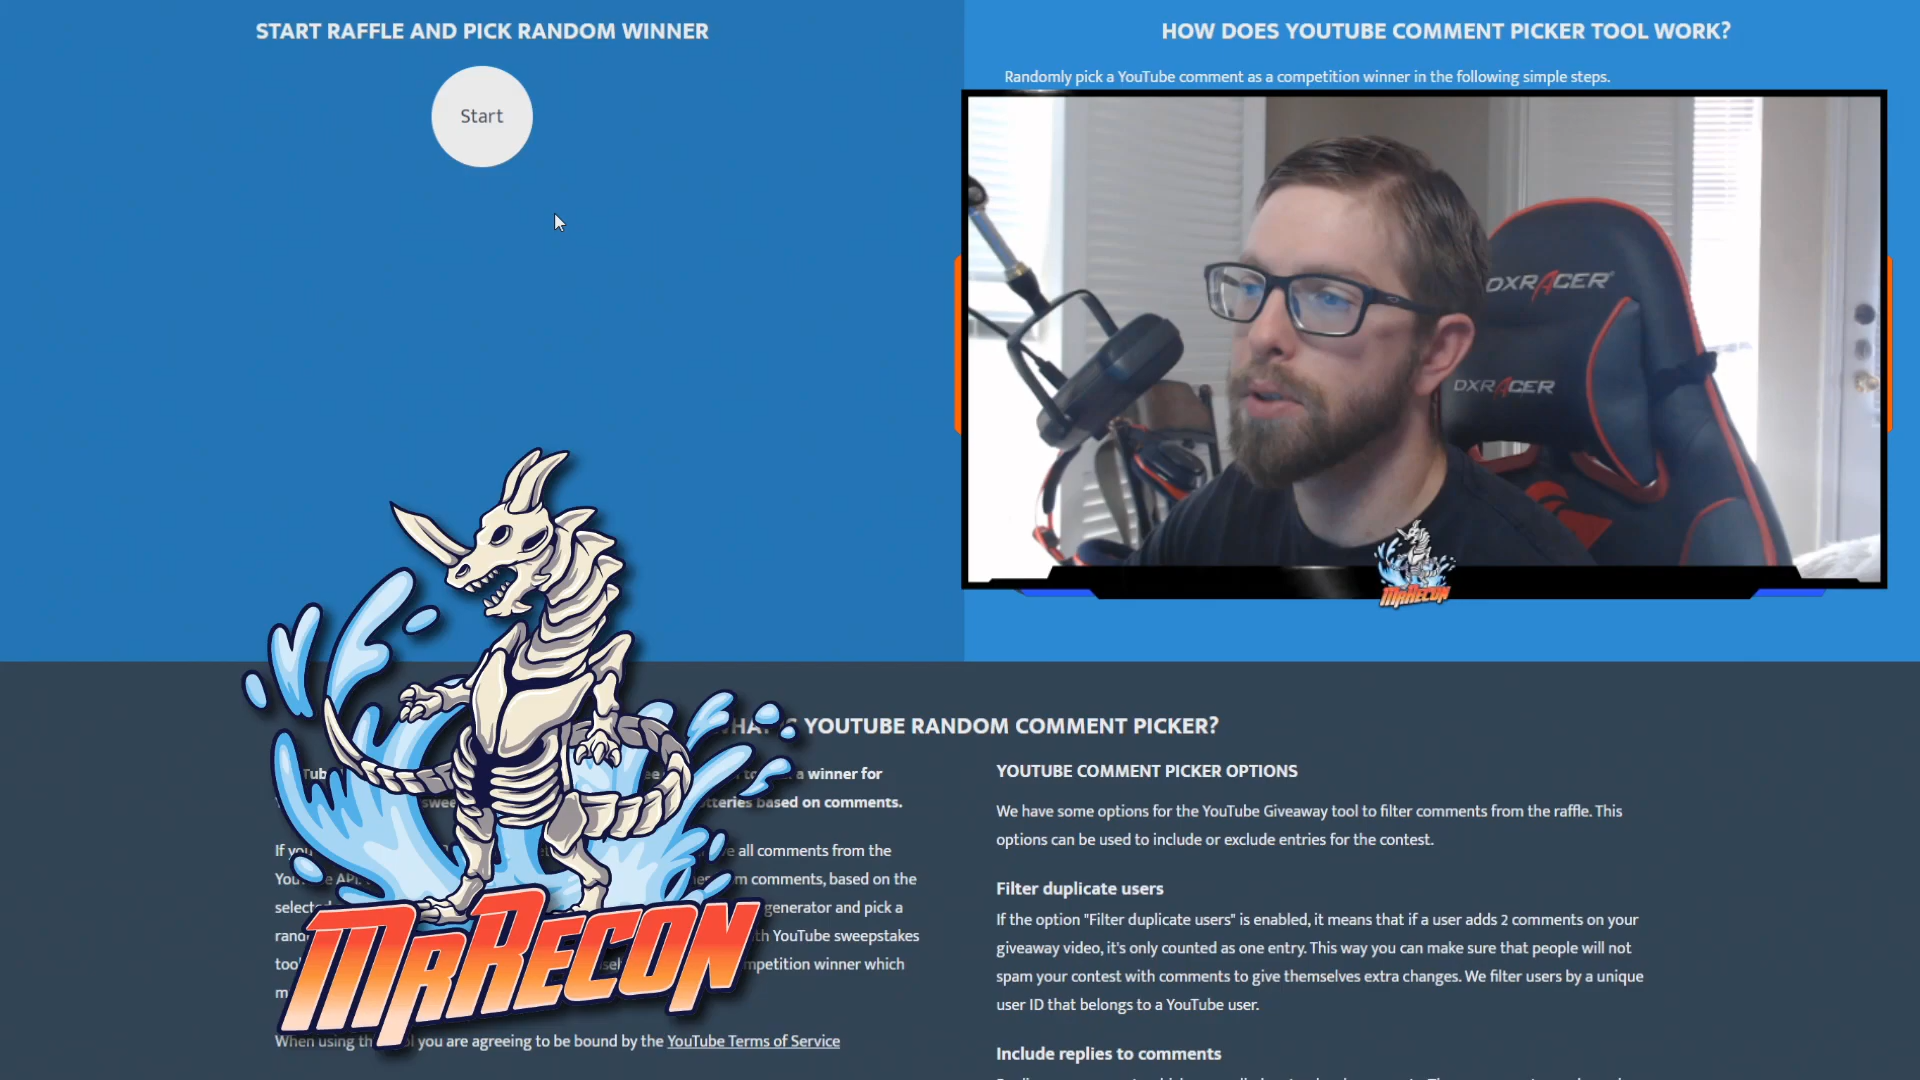 START RAFFLE AND PICK RANDOM WINNER
Start
HOW DOES YOUTUBE COMMENT PICKER TOOL WORK?
Randomly pick a YouTube comment as a competition winner in the following simple steps.
DXRACER
DXRACER
MRRECON
YOUTUBE RANDOM COMMENT PICKER?
a winner for
based on comments.
If
all comments from the
comments, based on the
generator and pick a
YouTube sweepstakes
winner which
When using
you are agreeing to be bound by the YouTube Terms of Service
MRRECON
YOUTUBE COMMENT PICKER OPTIONS
We have some options for the YouTube Giveaway tool to filter comments from the raffle. This
options can be used to include or exclude entries for the contest.
Filter duplicate users
If the option "Filter duplicate users" is enabled, it means that if a user adds 2 comments on your
giveaway video, it's only counted as one entry. This way you can make sure that people will not
spam your contest with comments to give themselves extra changes. We filter users by a unique
user ID that belongs to a YouTube user.
Include replies to comments